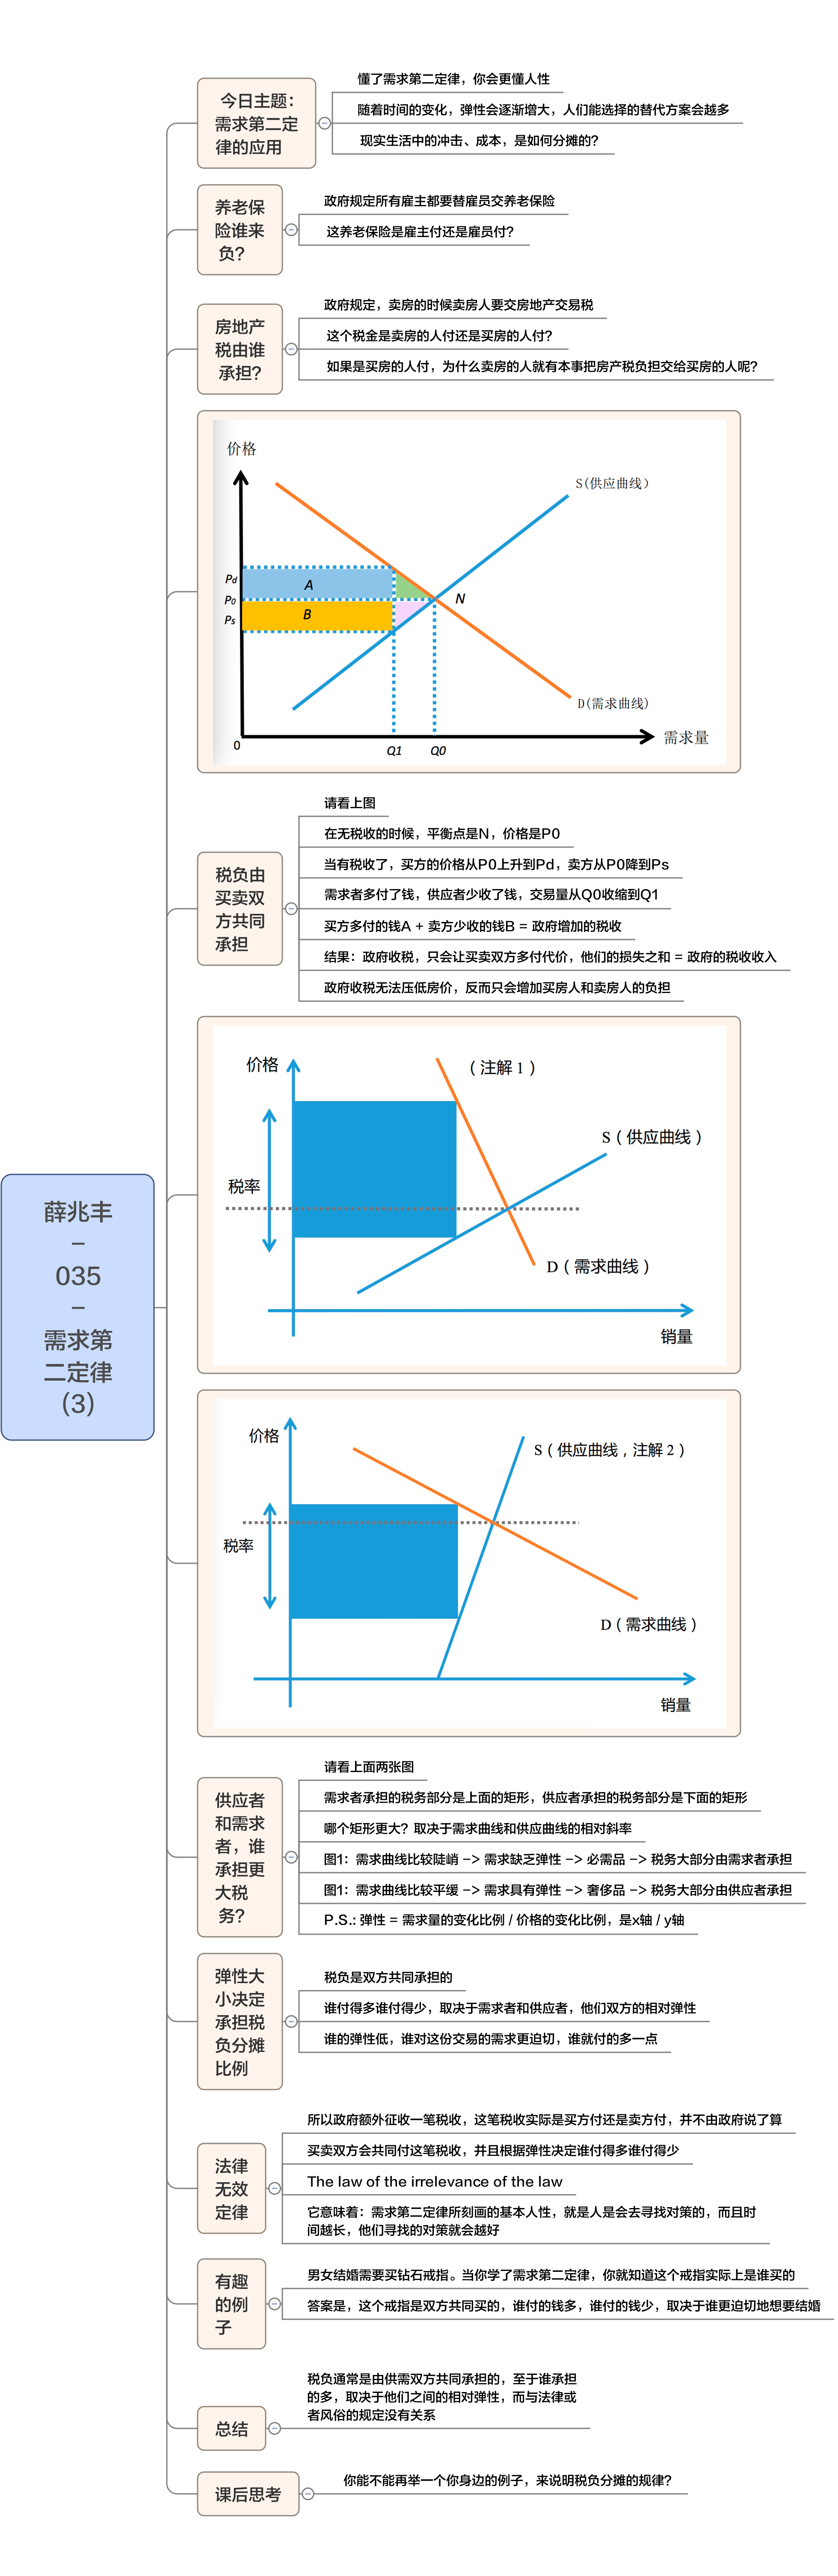 薛兆丰
–
035
–
需求第
二定律
(3)
今日主题：
需求第二定
律的应用
懂了需求第二定律，你会更懂人性
随着时间的变化，弹性会逐渐增大，人们能选择的替代方案会越多
现实生活中的冲击、成本，是如何分摊的？
养老保
险谁来
负？
政府规定所有雇主都要替雇员交养老保险
这养老保险是雇主付还是雇员付？
房地产
税由谁
承担？
政府规定，卖房的时候卖房人要交房地产交易税
这个税金是卖房的人付还是买房的人付？
如果是买房的人付，为什么卖房的人就有本事把房产税负担交给买房的人呢？
价格
S(供应曲线)
Pd
A
P0
N
B
Ps
D(需求曲线)
0
Q1
Q0
需求量
税负由
买卖双
方共同
承担
请看上图
在无税收的时候，平衡点是N，价格是P0
当有税收了，买方的价格从P0上升到Pd，卖方从P0降到Ps
需求者多付了钱，供应者少收了钱，交易量从Q0收缩到Q1
买方多付的钱A + 卖方少收的钱B = 政府增加的税收
结果：政府收税，只会让买卖双方多付代价，他们的损失之和 = 政府的税收收入
政府收税无法压低房价，反而只会增加买房人和卖房人的负担
价格
（注解 1 ）
S（供应曲线）
税率
D（需求曲线）
销量
价格
S（供应曲线，注解 2 ）
税率
D（需求曲线）
销量
供应者
和需求
者，谁
承担更
大税
务？
请看上面两张图
需求者承担的税务部分是上面的矩形，供应者承担的税务部分是下面的矩形
哪个矩形更大？取决于需求曲线和供应曲线的相对斜率
图1：需求曲线比较陡峭 –> 需求缺乏弹性 –> 必需品 –> 税务大部分由需求者承担
图1：需求曲线比较平缓 –> 需求具有弹性 –> 奢侈品 –> 税务大部分由供应者承担
P.S.: 弹性 = 需求量的变化比例 / 价格的变化比例，是x轴 / y轴
弹性大
小决定
承担税
负分摊
比例
税负是双方共同承担的
谁付得多谁付得少，取决于需求者和供应者，他们双方的相对弹性
谁的弹性低，谁对这份交易的需求更迫切，谁就付的多一点
法律
无效
定律
所以政府额外征收一笔税收，这笔税收实际是买方付还是卖方付，并不由政府说了算
买卖双方会共同付这笔税收，并且根据弹性决定谁付得多谁付得少
The law of the irrelevance of the law
它意味着：需求第二定律所刻画的基本人性，就是人是会去寻找对策的，而且时
间越长，他们寻找的对策就会越好
有趣
的例
子
男女结婚需要买钻石戒指。当你学了需求第二定律，你就知道这个戒指实际上是谁买的
答案是，这个戒指是双方共同买的，谁付的钱多，谁付的钱少，取决于谁更迫切地想要结婚
总结
税负通常是由供需双方共同承担的，至于谁承担
的多，取决于他们之间的相对弹性，而与法律或
者风俗的规定没有关系
课后思考
你能不能再举一个你身边的例子，来说明税负分摊的规律？